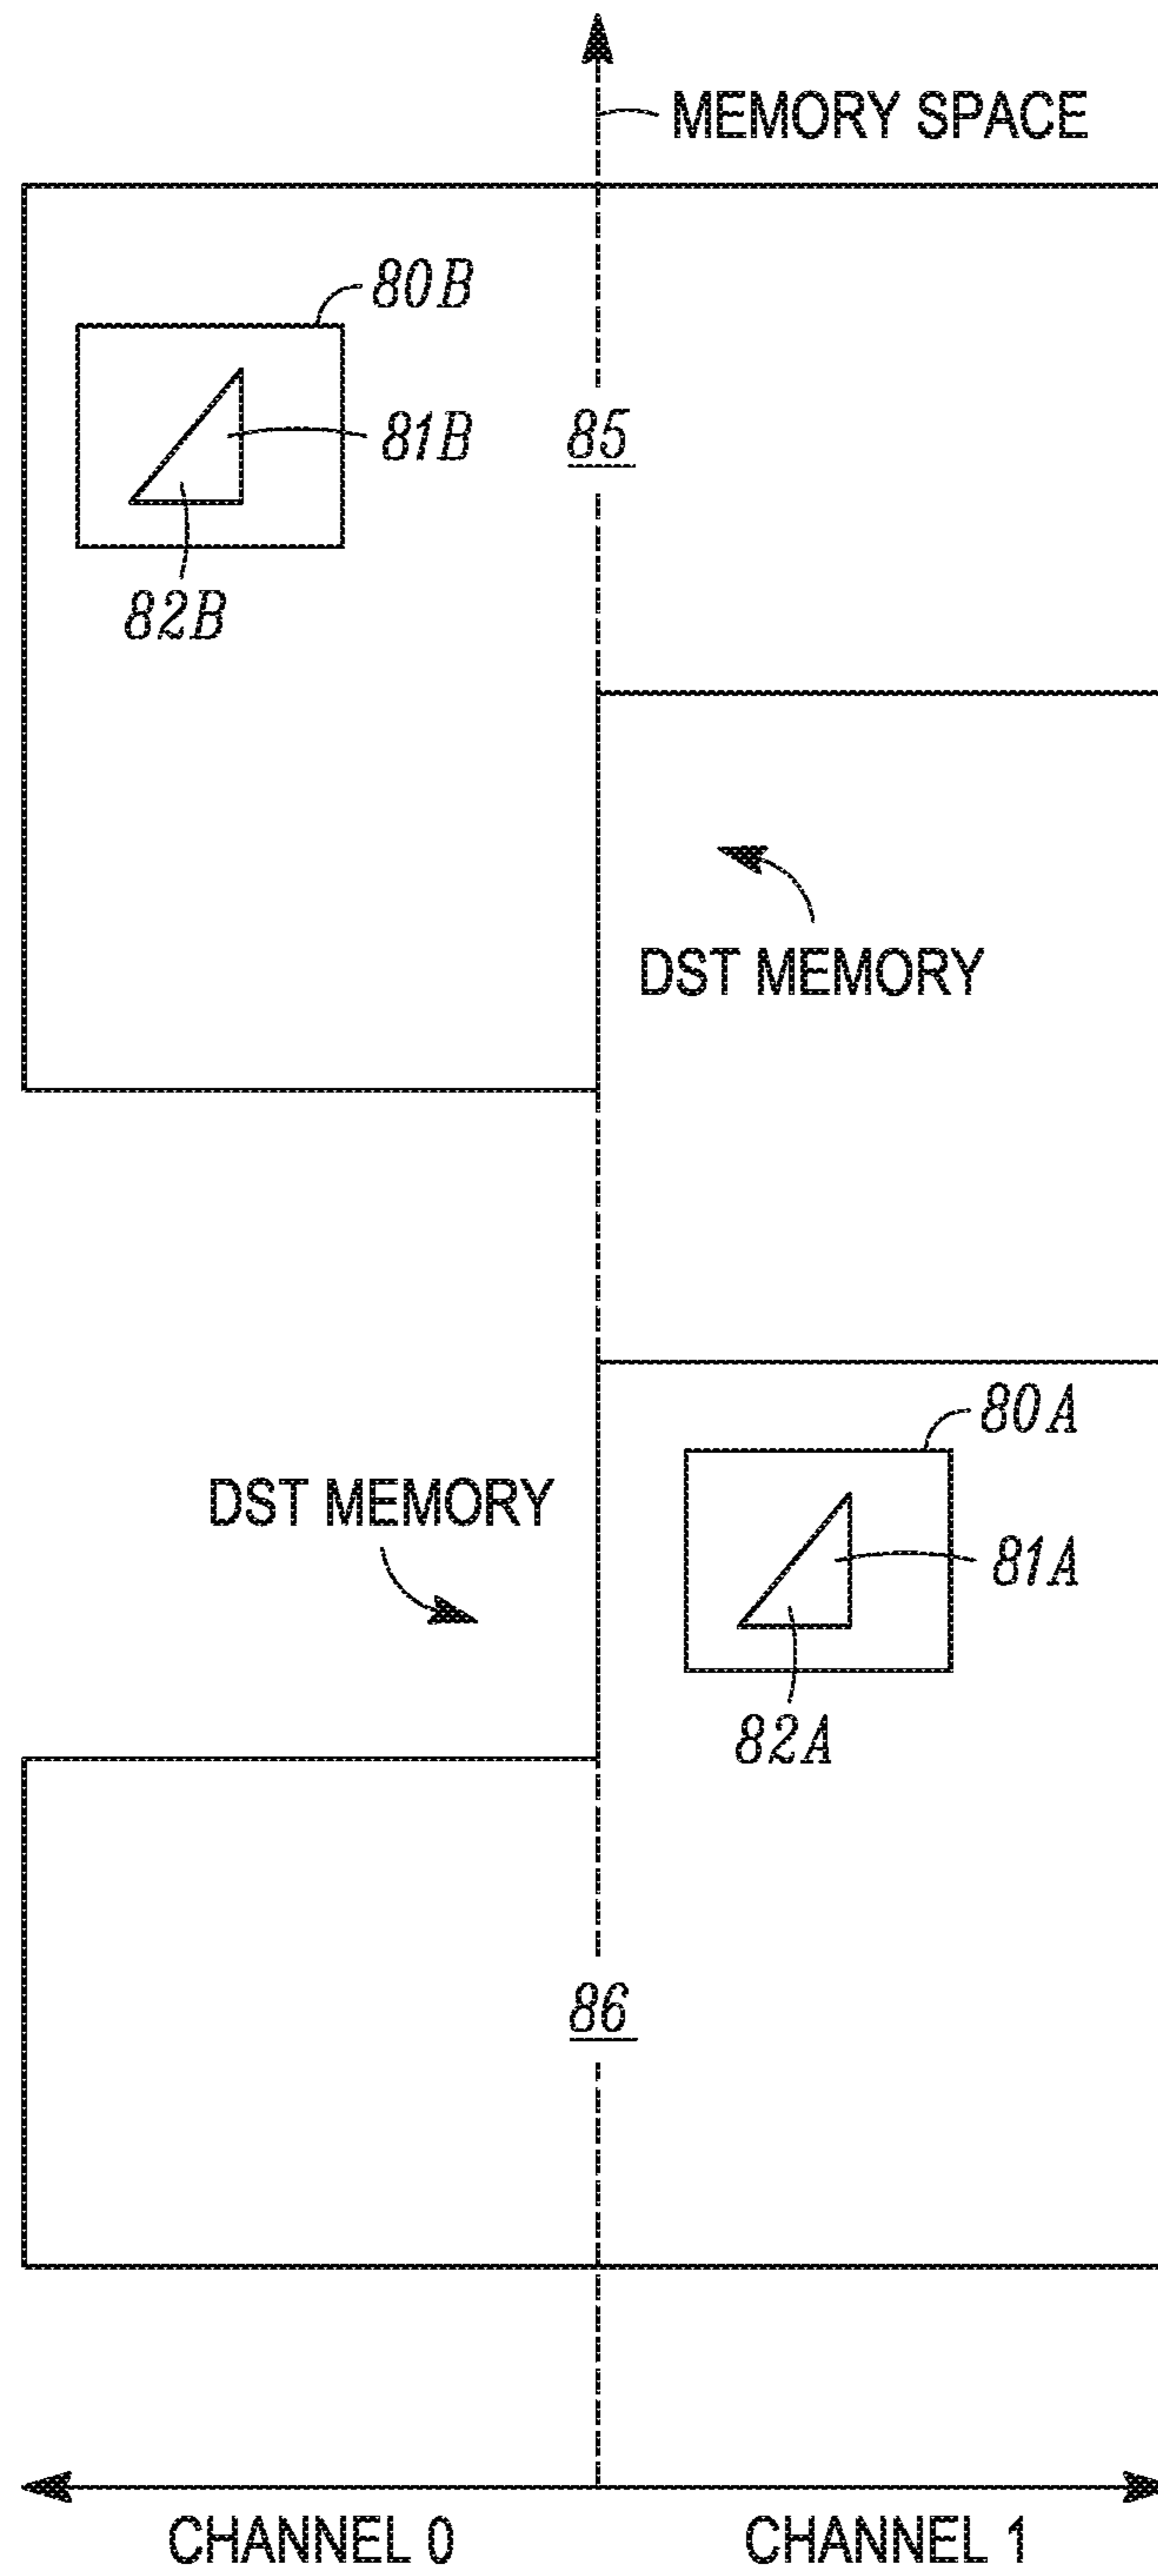 MEMORY SPACE
80B
81B
85
82B
DST MEMORY
80A
DST MEMORY
81A
82A
86
CHANNEL 0
CHANNEL 1